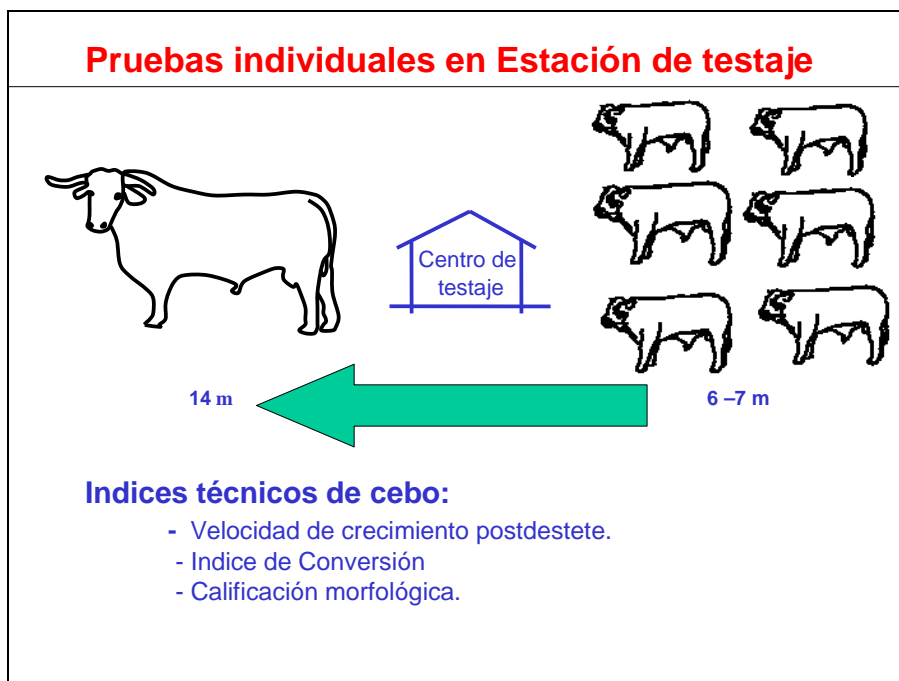 Pruebas individuales en Estación de testaje
Centro de
testaje
14 m
6 –7 m
Indices técnicos de cebo:
- Velocidad de crecimiento postdestete.
- Indice de Conversión
- Calificación morfológica.